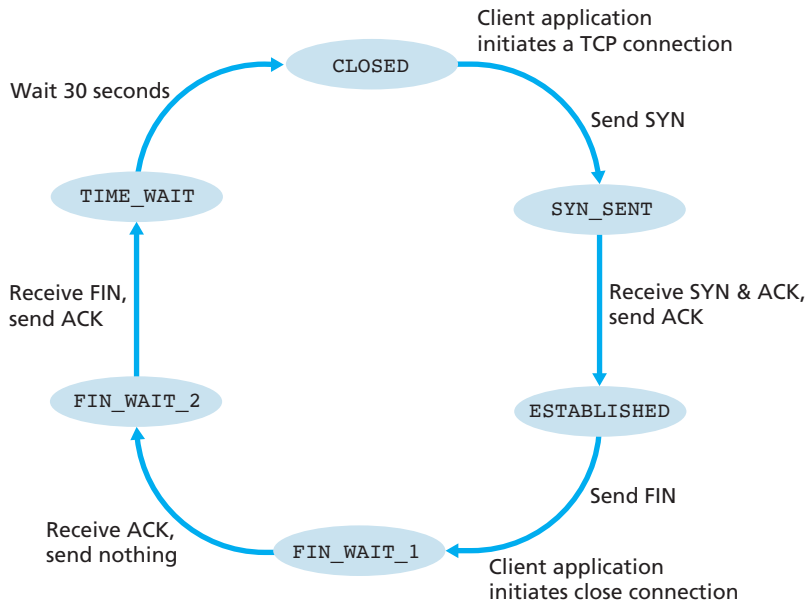 Client application
initiates a TCP connection
CLOSED
Wait 30 seconds
Send SYN
TIME_WAIT
SYN_SENT
Receive FIN,
send ACK
Receive SYN & ACK,
send ACK
FIN_WAIT_2
ESTABLISHED
Send FIN
Receive ACK,
send nothing
FIN_WAIT_1
Client application
initiates close connection